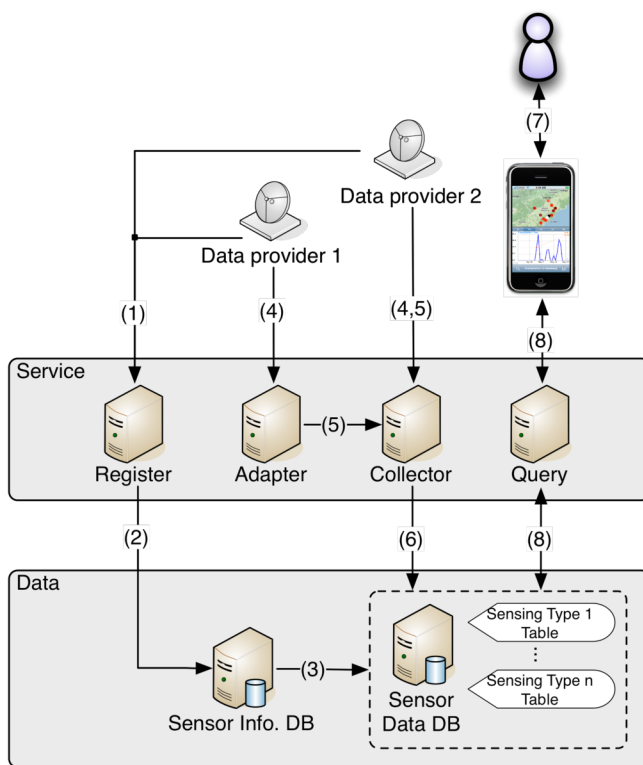 (7)
Data provider 2
Data provider 1
(1)
(4)
(4,5)
(8)
Service
Register
Adapter
(5)
Collector
Query
(2)
(6)
(8)
Data
Sensing Type 1
Table
...
Sensing Type n
Table
(3)
Sensor Info. DB
Sensor
Data DB